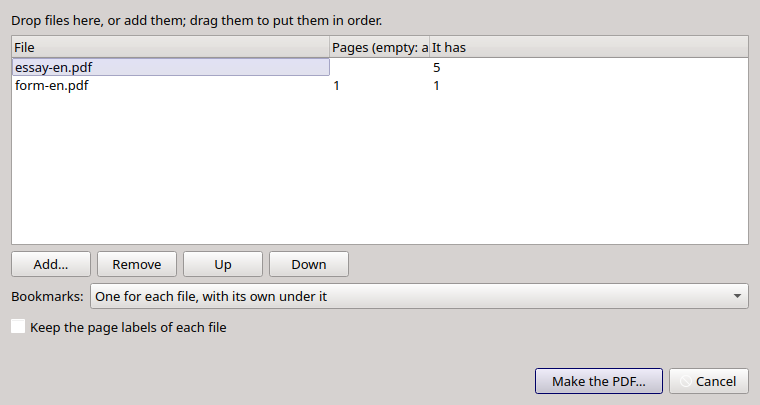 Drop files here, or add them; drag them to put them in order.
File Pages (empty: a It has
essay-en.pdf 5
form-en.pdf 1 1
Add... Remove Up Down
Bookmarks: One for each file, with its own under it
Keep the page labels of each file
Make the PDF... Cancel